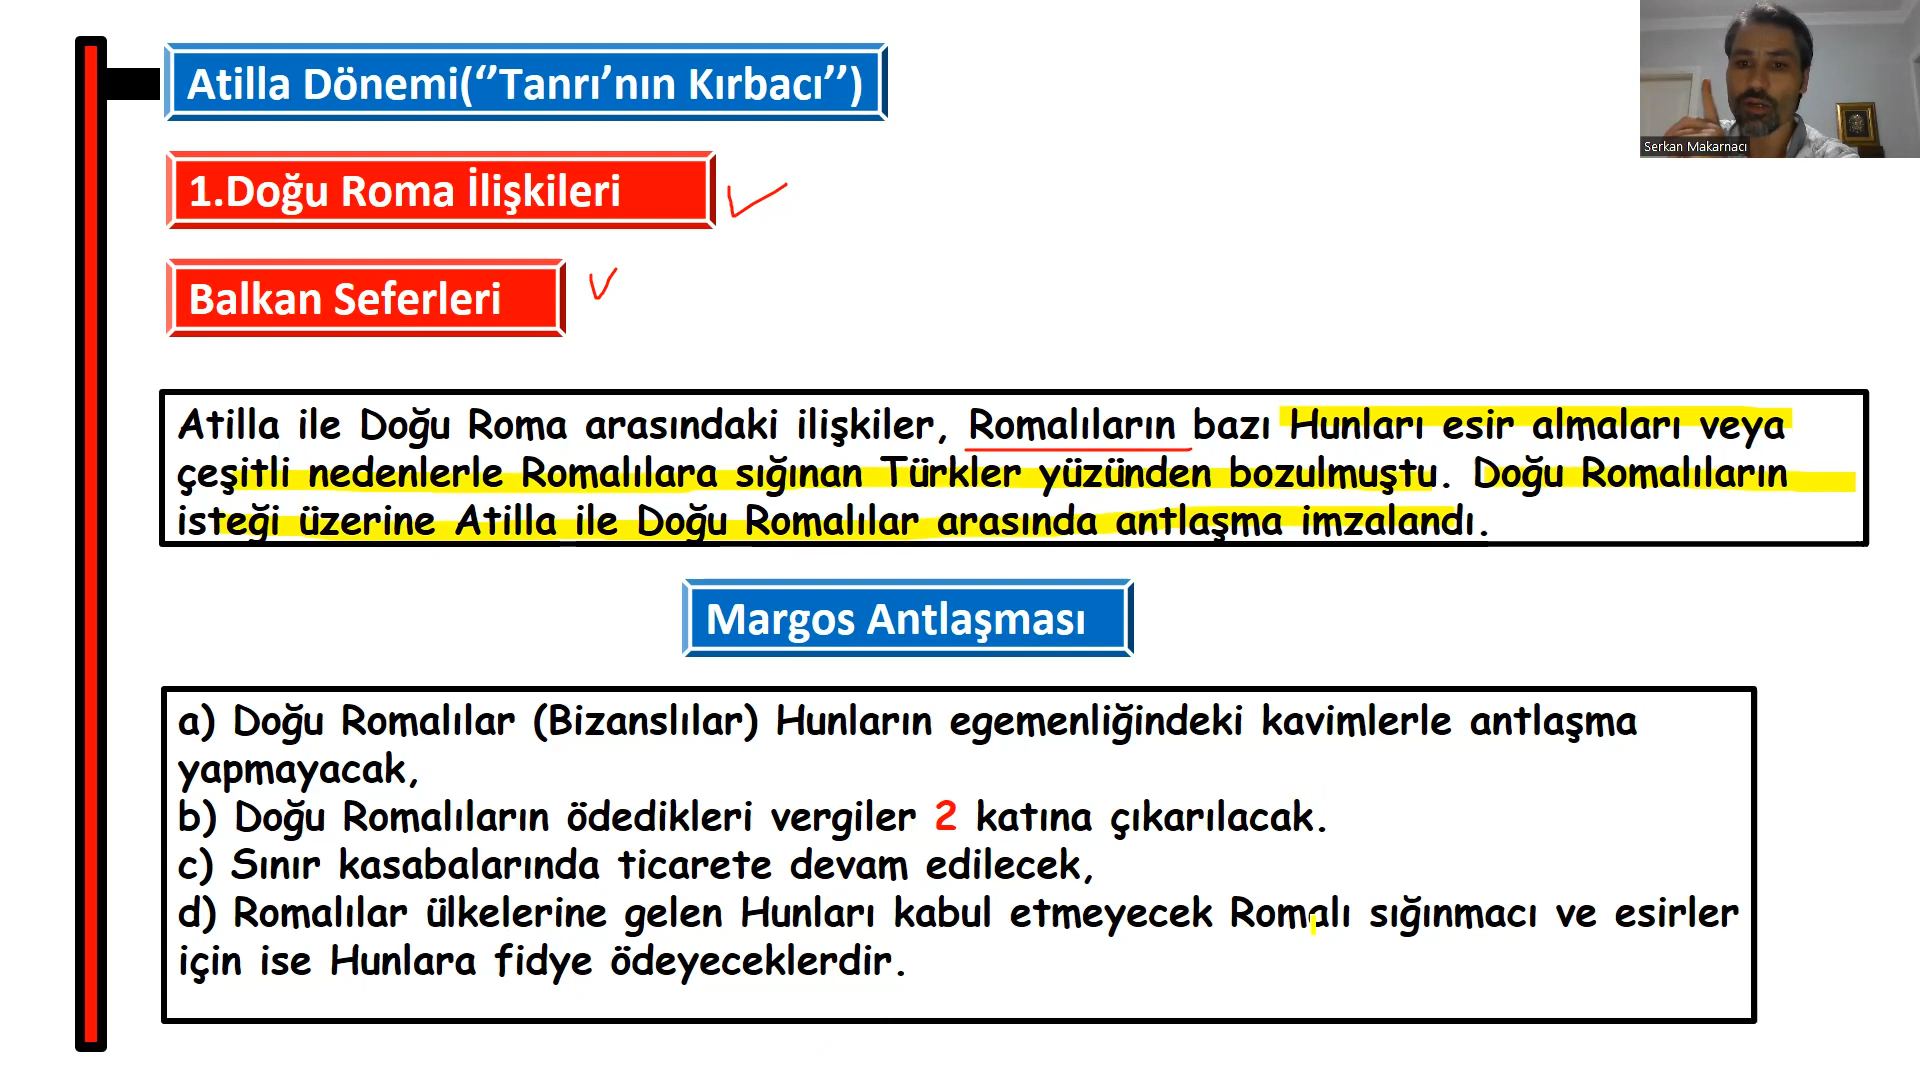 Atilla Dönemi(‘’Tanrı’nın Kırbacı’’)
Serkan Makarnacı
1.Doğu Roma İlişkileri
Balkan Seferleri
Atilla ile Doğu Roma arasındaki ilişkiler, Romalıların bazı Hunları esir almaları veya
çeşitli nedenlerle Romalılara sığınan Türkler yüzünden bozulmuştu. Doğu Romalıların
isteği üzerine Atilla ile Doğu Romalılar arasında antlaşma imzalandı.
Margos Antlaşması
a) Doğu Romalılar (Bizanslılar) Hunların egemenliğindeki kavimlerle antlaşma
yapmayacak,
b) Doğu Romalıların ödedikleri vergiler 2 katına çıkarılacak.
c) Sınır kasabalarında ticarete devam edilecek,
d) Romalılar ülkelerine gelen Hunları kabul etmeyecek Romalı sığınmacı ve esirler
için ise Hunlara fidye ödeyeceklerdir.